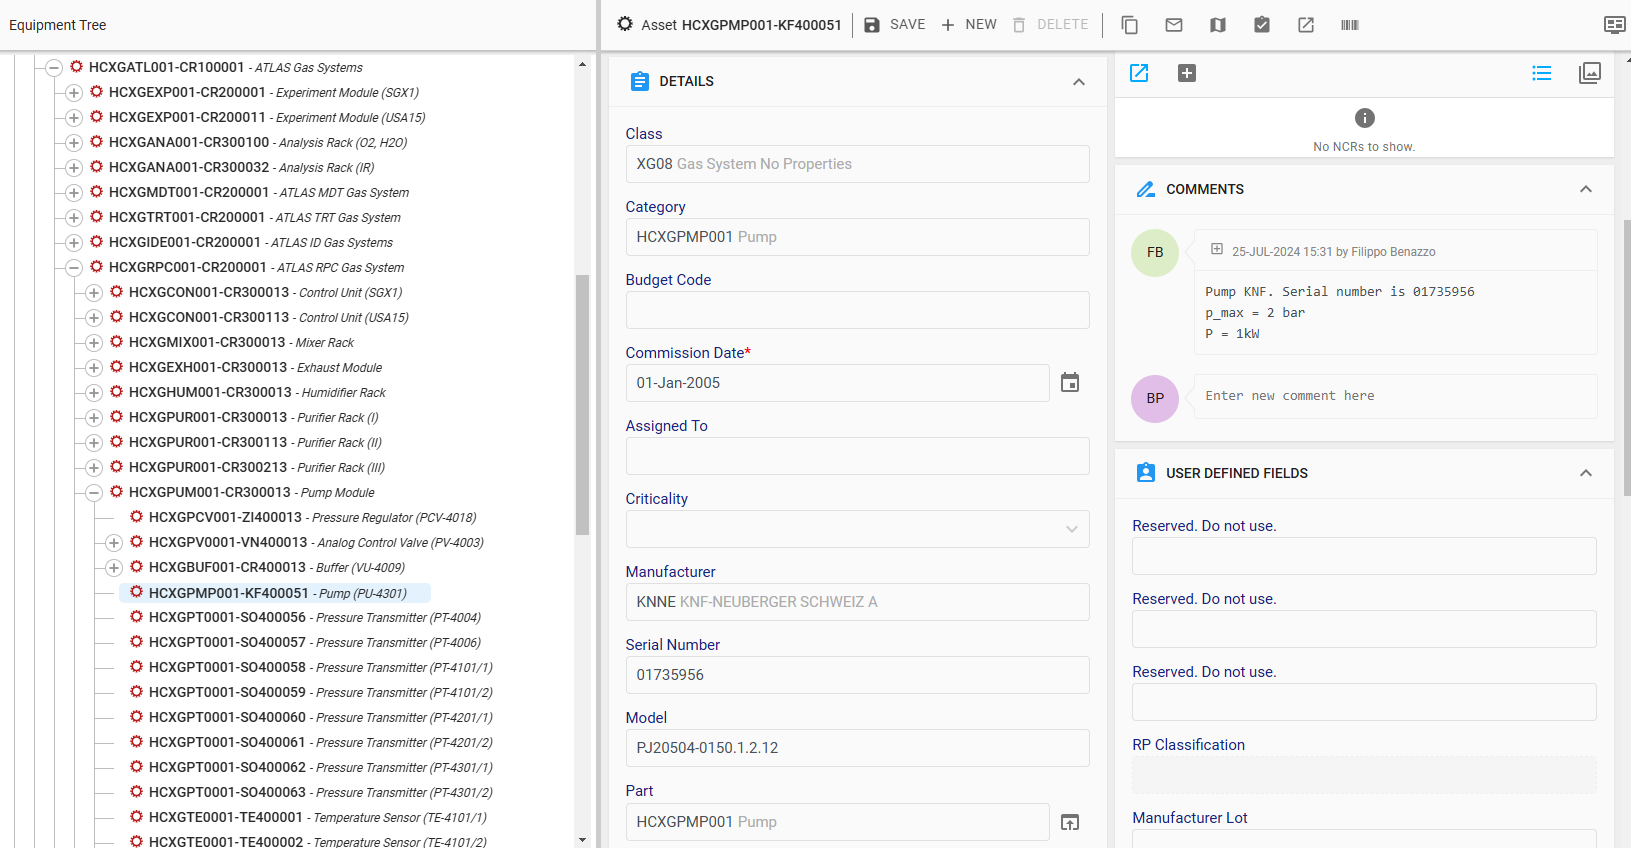 Equipment Tree
HCXGATL001-CR100001 - ATLAS Gas Systems
HCXGEXP001-CR200001 - Experiment Module (SGX1)
HCXGEXP001-CR200011 - Experiment Module (USA15)
HCXGANA001-CR300100 - Analysis Rack (O2, H2O)
HCXGANA001-CR300032 - Analysis Rack (IR)
HCXGMDT001-CR200001 - ATLAS MDT Gas System
HCXGTRT001-CR200001 - ATLAS TRT Gas System
HCXGIDE001-CR200001 - ATLAS ID Gas Systems
HCXGRPC001-CR200001 - ATLAS RPC Gas System
HCXGCON001-CR300013 - Control Unit (SGX1)
HCXGCON001-CR300113 - Control Unit (USA15)
HCXGMIX001-CR300013 - Mixer Rack
HCXGEXH001-CR300013 - Exhaust Module
HCXGHUM001-CR300013 - Humidifier Rack
HCXGPUR001-CR300013 - Purifier Rack (I)
HCXGPUR001-CR300113 - Purifier Rack (II)
HCXGPUR001-CR300213 - Purifier Rack (III)
HCXGPUM001-CR300013 - Pump Module
HCXGPCV001-ZI400013 - Pressure Regulator (PCV-4018)
HCXGPV0001-VN400013 - Analog Control Valve (PV-4003)
HCXGBUF001-CR400013 - Buffer (VU-4009)
HCXGPMP001-KF400051 - Pump (PU-4301)
HCXGPT0001-SO400056 - Pressure Transmitter (PT-4004)
HCXGPT0001-SO400057 - Pressure Transmitter (PT-4006)
HCXGPT0001-SO400058 - Pressure Transmitter (PT-4101/1)
HCXGPT0001-SO400059 - Pressure Transmitter (PT-4101/2)
HCXGPT0001-SO400060 - Pressure Transmitter (PT-4201/1)
HCXGPT0001-SO400061 - Pressure Transmitter (PT-4201/2)
HCXGPT0001-SO400062 - Pressure Transmitter (PT-4301/1)
HCXGPT0001-SO400063 - Pressure Transmitter (PT-4301/2)
HCXGTE0001-TE400001 - Temperature Sensor (TE-4101/1)
HCXGTE0001-TE400002 - Temperature Sensor (TE-4101/2)
Asset HCXGPMP001-KF400051 SAVE NEW DELETE
DETAILS
Class
XG08 Gas System No Properties
Category
HCXGPMP001 Pump
Budget Code
Commission Date*
01-Jan-2005
Assigned To
Criticality
Manufacturer
KNNE KNF-NEUBERGER SCHWEIZ A
Serial Number
01735956
Model
PJ20504-0150.1.2.12
Part
HCXGPMP001 Pump
No NCRs to show.
COMMENTS
FB
25-JUL-2024 15:31 by Filippo Benazzo
Pump KNF. Serial number is 01735956
p_max = 2 bar
P = 1kW
BP
Enter new comment here
USER DEFINED FIELDS
Reserved. Do not use.
Reserved. Do not use.
Reserved. Do not use.
RP Classification
Manufacturer Lot